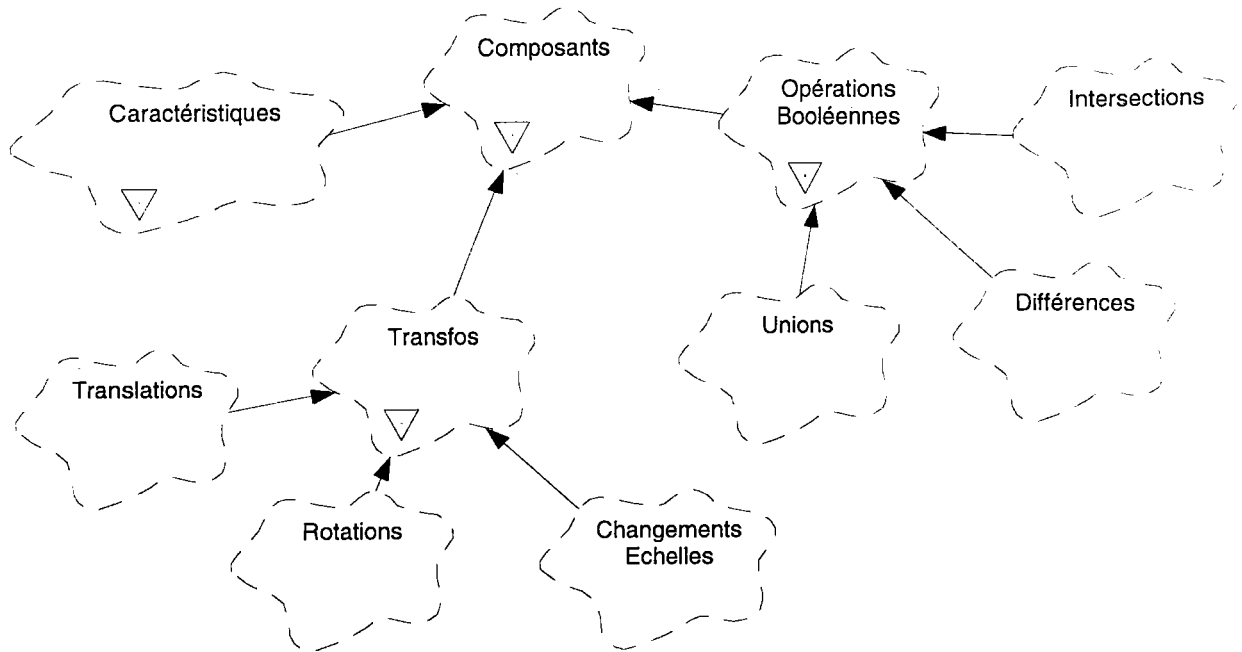 Composants
Caractéristiques
Opérations
Booléennes
Intersections
Transfos
Unions
Différences
Translations
Rotations
Changements
Echelles